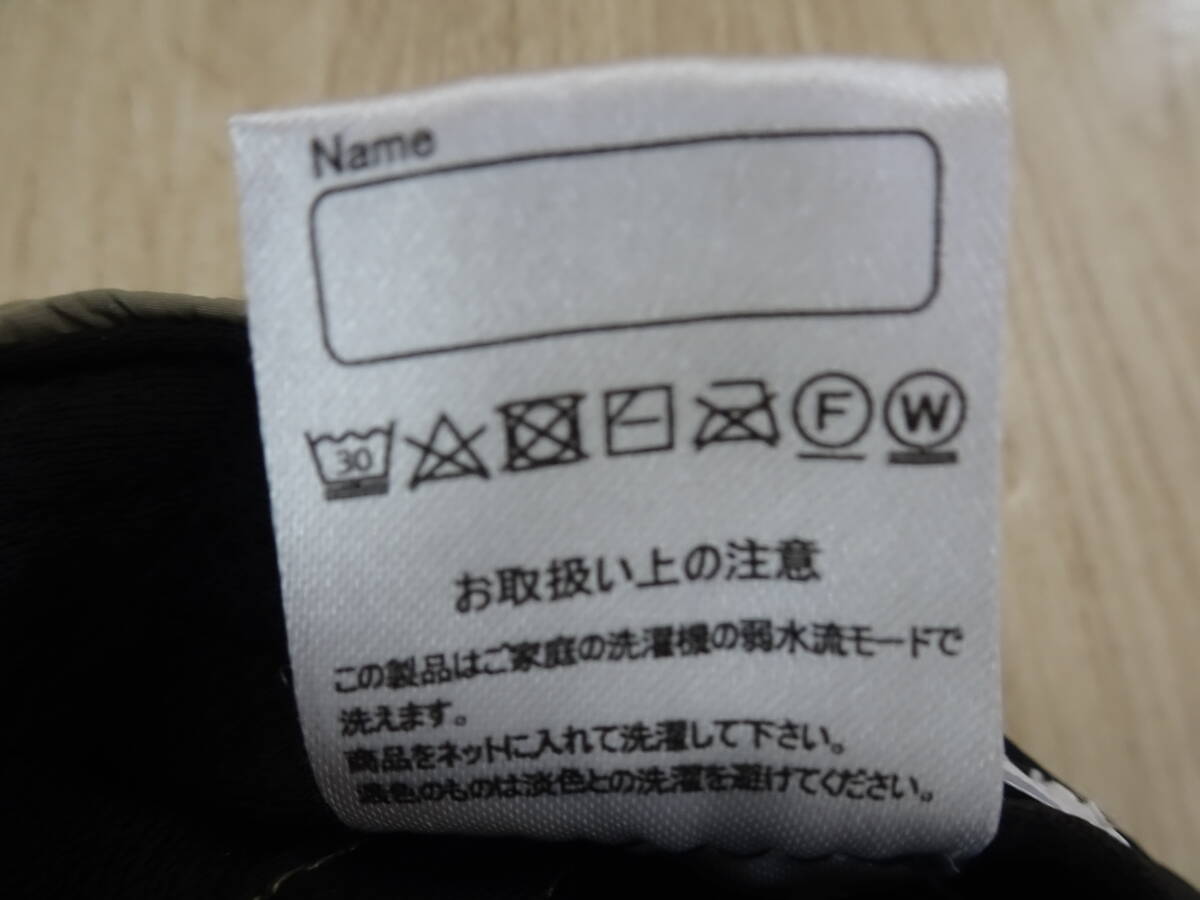 Name
30 F W
お取扱い上の注意
この製品はご家庭の洗濯機の弱水流モードで
洗えます。
商品をネットに入れて洗濯して下さい。
濃色のものは淡色との洗濯を避けてください。